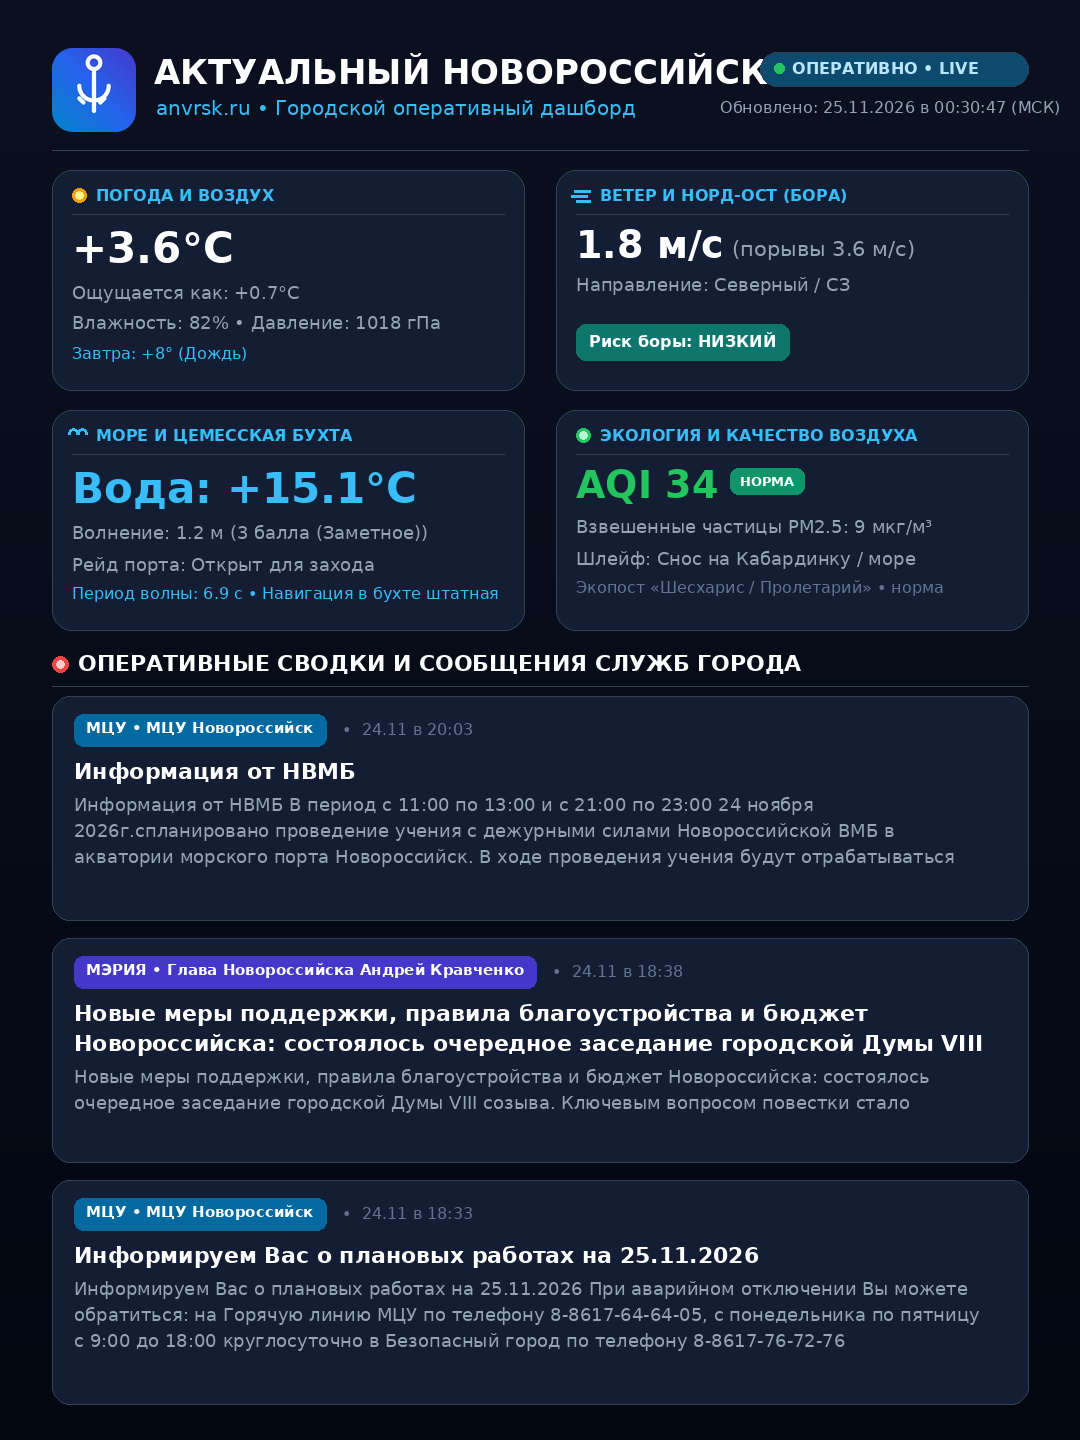 АКТУАЛЬНЫЙ НОВОРОССИЙСК
ОПЕРАТИВНО • LIVE
anvrsk.ru • Городской оперативный дашборд
Обновлено: 25.11.2026 в 00:30:47 (МСК)
ПОГОДА И ВОЗДУХ
+3.6°C
Ощущается как: +0.7°C
Влажность: 82% • Давление: 1018 гПа
Завтра: +8° (Дождь)
ВЕТЕР И НОРД-ОСТ (БОРА)
1.8 м/с (порывы 3.6 м/с)
Направление: Северный / СЗ
Риск боры: НИЗКИЙ
МОРЕ И ЦЕМЕССКАЯ БУХТА
Вода: +15.1°C
Волнение: 1.2 м (3 балла (Заметное))
Рейд порта: Открыт для захода
Период волны: 6.9 с • Навигация в бухте штатная
ЭКОЛОГИЯ И КАЧЕСТВО ВОЗДУХА
AQI 34 НОРМА
Взвешенные частицы PM2.5: 9 мкг/м³
Шлейф: Снос на Кабардинку / море
Экопост «Шесхарис / Пролетарий» • норма
ОПЕРАТИВНЫЕ СВОДКИ И СООБЩЕНИЯ СЛУЖБ ГОРОДА
МЦУ • МЦУ Новороссийск • 24.11 в 20:03
Информация от НВМБ
Информация от НВМБ В период с 11:00 по 13:00 и с 21:00 по 23:00 24 ноября
2026г.спланировано проведение учения с дежурными силами Новороссийской ВМБ в
акватории морского порта Новороссийск. В ходе проведения учения будут отрабатываться
МЭРИЯ • Глава Новороссийска Андрей Кравченко • 24.11 в 18:38
Новые меры поддержки, правила благоустройства и бюджет
Новороссийска: состоялось очередное заседание городской Думы VIII
Новые меры поддержки, правила благоустройства и бюджет Новороссийска: состоялось
очередное заседание городской Думы VIII созыва. Ключевым вопросом повестки стало
МЦУ • МЦУ Новороссийск • 24.11 в 18:33
Информируем Вас о плановых работах на 25.11.2026
Информируем Вас о плановых работах на 25.11.2026 При аварийном отключении Вы можете
обратиться: на Горячую линию МЦУ по телефону 8-8617-64-64-05, с понедельника по пятницу
с 9:00 до 18:00 круглосуточно в Безопасный город по телефону 8-8617-76-72-76